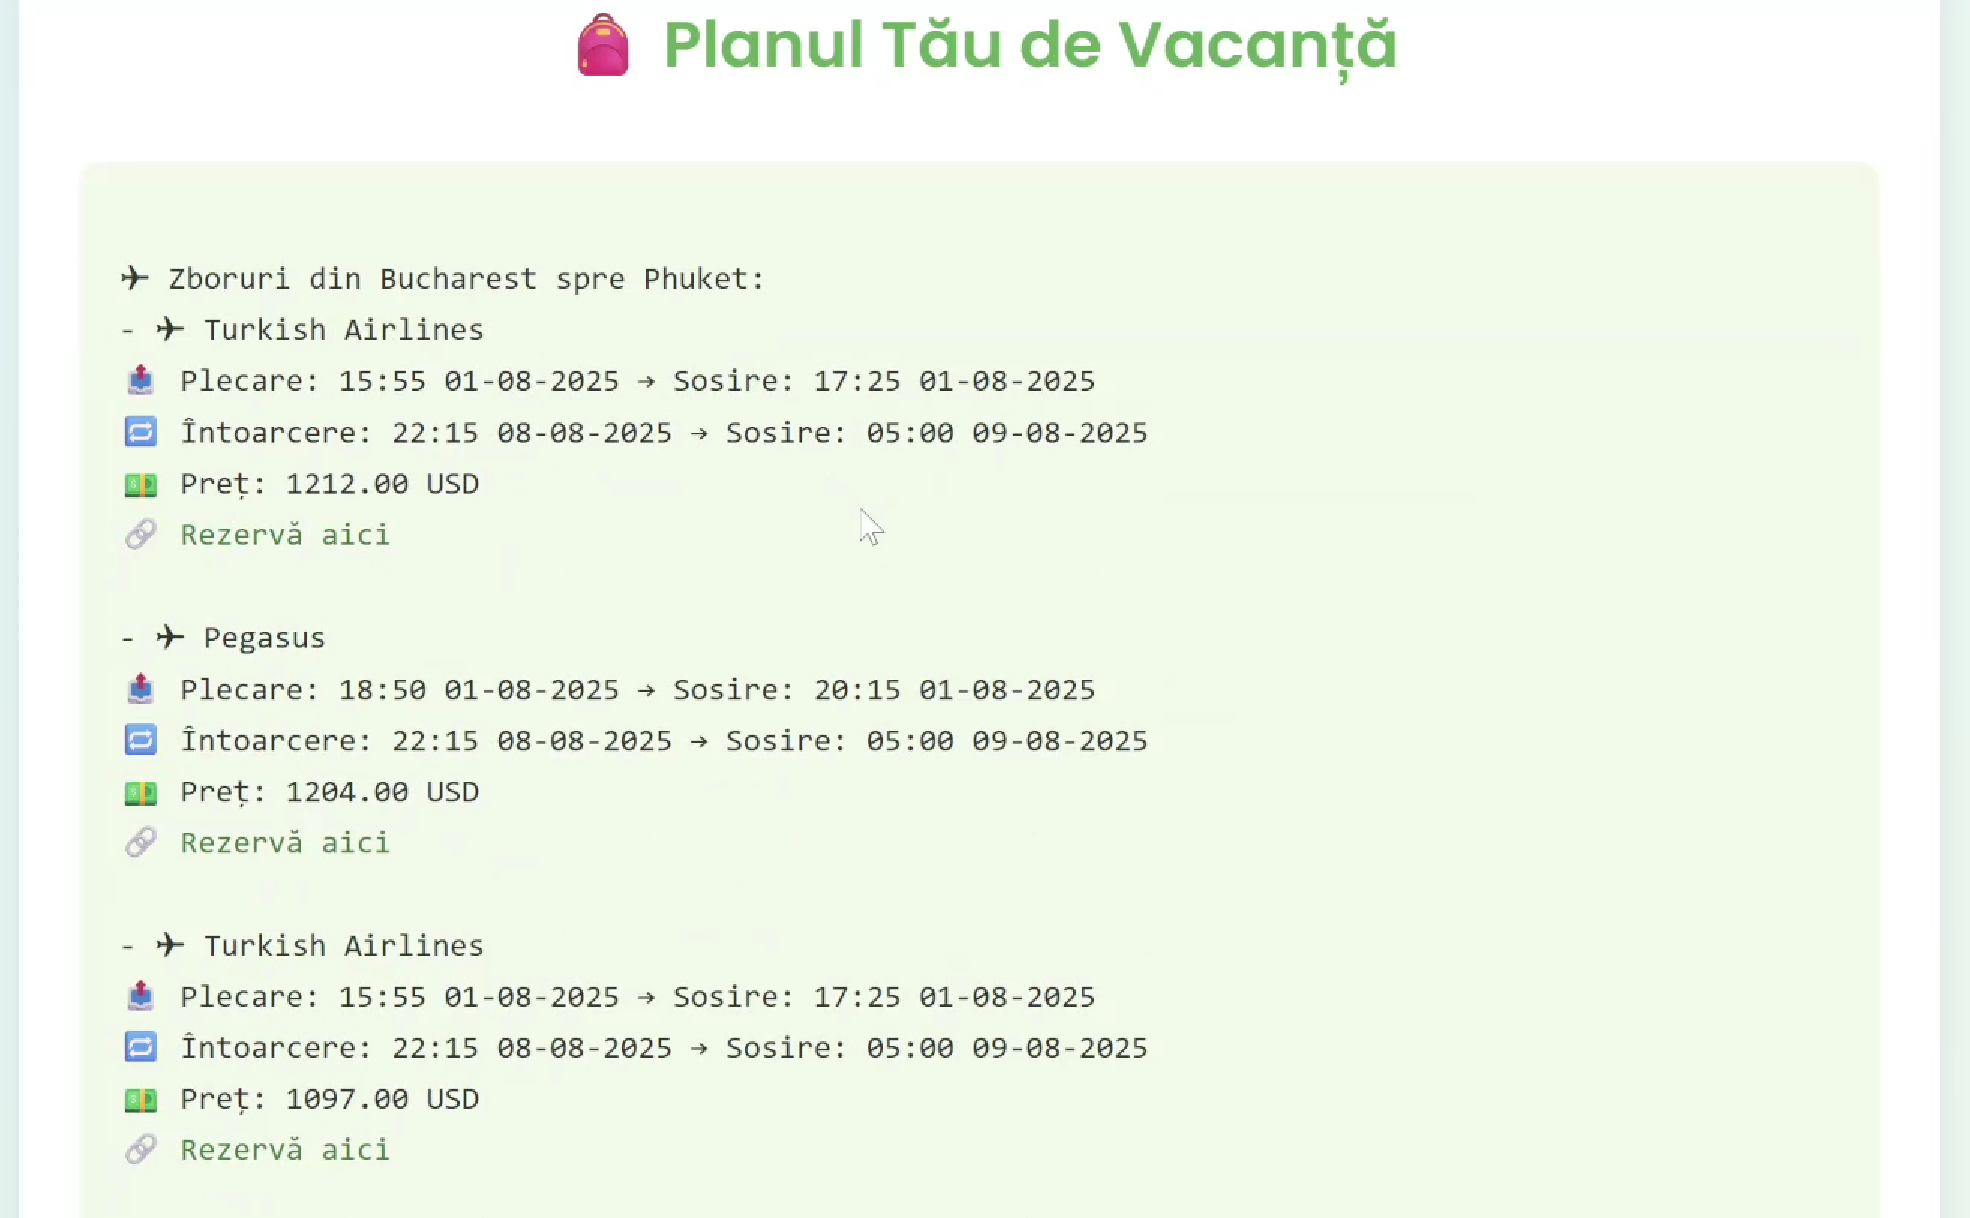 Planul Tău de Vacanță
✈ Zboruri din Bucharest spre Phuket:
- ✈ Turkish Airlines
Plecare: 15:55 01-08-2025 → Sosire: 17:25 01-08-2025
Întoarcere: 22:15 08-08-2025 → Sosire: 05:00 09-08-2025
Preț: 1212.00 USD
Rezervă aici
- ✈ Pegasus
Plecare: 18:50 01-08-2025 → Sosire: 20:15 01-08-2025
Întoarcere: 22:15 08-08-2025 → Sosire: 05:00 09-08-2025
Preț: 1204.00 USD
Rezervă aici
- ✈ Turkish Airlines
Plecare: 15:55 01-08-2025 → Sosire: 17:25 01-08-2025
Întoarcere: 22:15 08-08-2025 → Sosire: 05:00 09-08-2025
Preț: 1097.00 USD
Rezervă aici